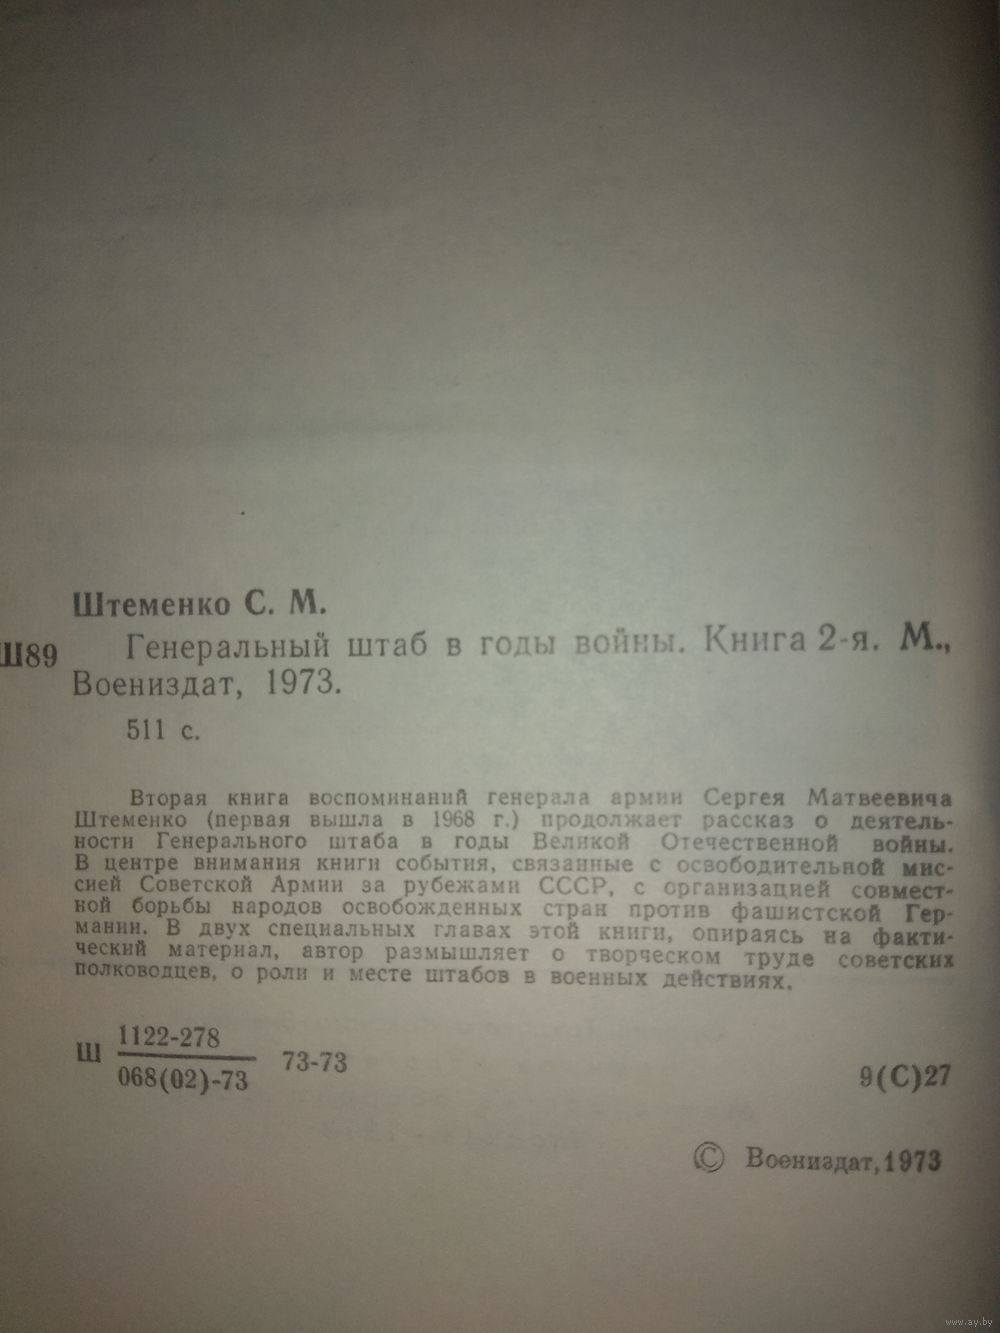 Штеменко С. М.
Ш89 Генеральный штаб в годы войны. Книга 2-я. М.,
Воениздат, 1973.
511 с.
Вторая книга воспоминаний генерала армии Сергея Матвеевича
Штеменко (первая вышла в 1968 г.) продолжает рассказ о деятель-
ности Генерального штаба в годы Великой Отечественной войны.
В центре внимания книги события, связанные с освободительной мис-
сией Советской Армии за рубежами СССР, с организацией совмест-
ной борьбы народов освобожденных стран против фашистской Гер-
мании. В двух специальных главах этой книги, опираясь на факти-
ческий материал, автор размышляет о творческом труде советских
полководцев, о роли и месте штабов в военных действиях.
Ш 1122-278 73-73
068(02)-73
9(С)27
© Воениздат, 1973
www.ay.by